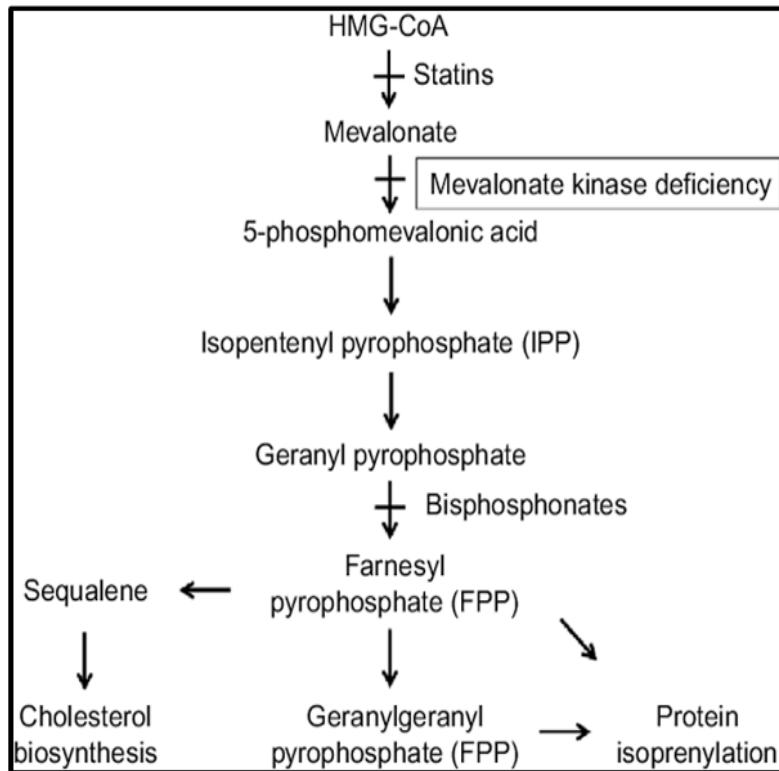 HMG-CoA
Statins
Mevalonate
Mevalonate kinase deficiency
5-phosphomevalonic acid
Isopentenyl pyrophosphate (IPP)
Geranyl pyrophosphate
Bisphosphonates
Farnesyl
pyrophosphate (FPP)
Sequalene
Cholesterol
biosynthesis
Geranylgeranyl
pyrophosphate (FPP)
Protein
isoprenylation